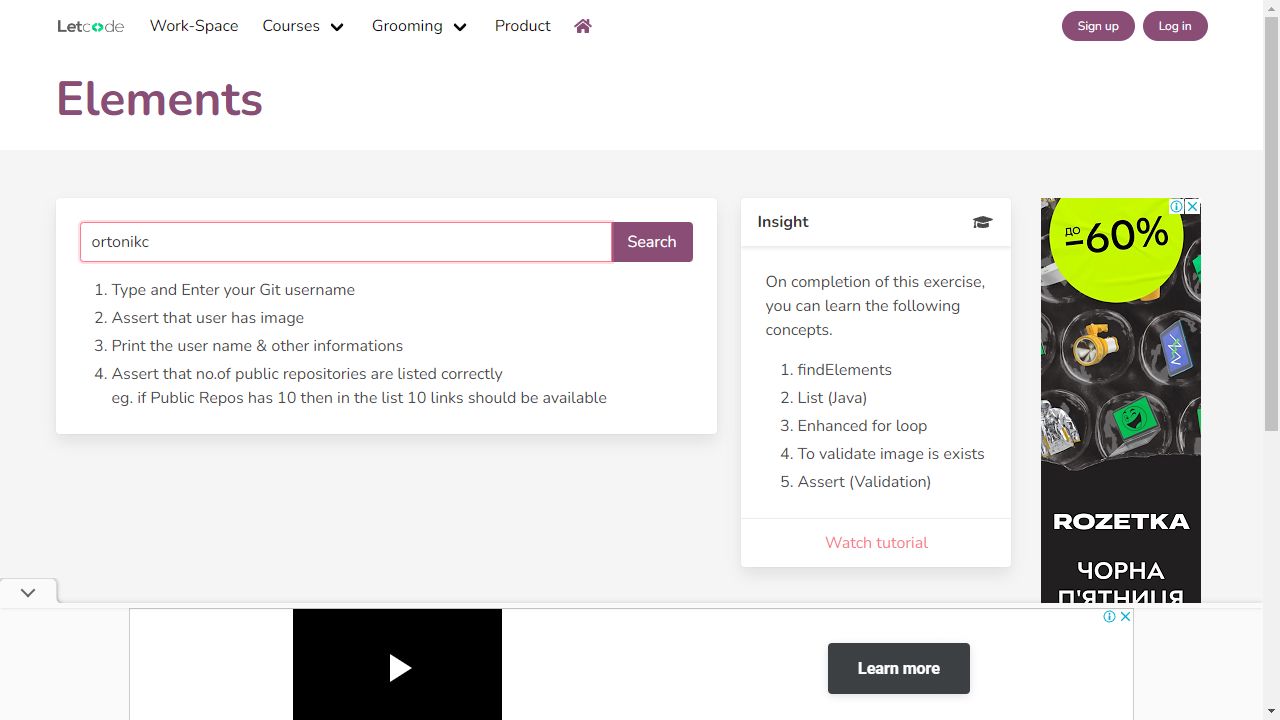 Letcode
Work-Space
Courses
Grooming
Product
Sign up
Log in
Elements
ortonikc
Search
1. Type and Enter your Git username
2. Assert that user has image
3. Print the user name & other informations
4. Assert that no.of public repositories are listed correctly
eg. if Public Repos has 10 then in the list 10 links should be available
Insight
On completion of this exercise,
you can learn the following
concepts.
1. findElements
2. List (Java)
3. Enhanced for loop
4. To validate image is exists
5. Assert (Validation)
Watch tutorial
до
-60%
ROZETKA
ЧОРНА
П'ЯТНИЦЯ
Learn more